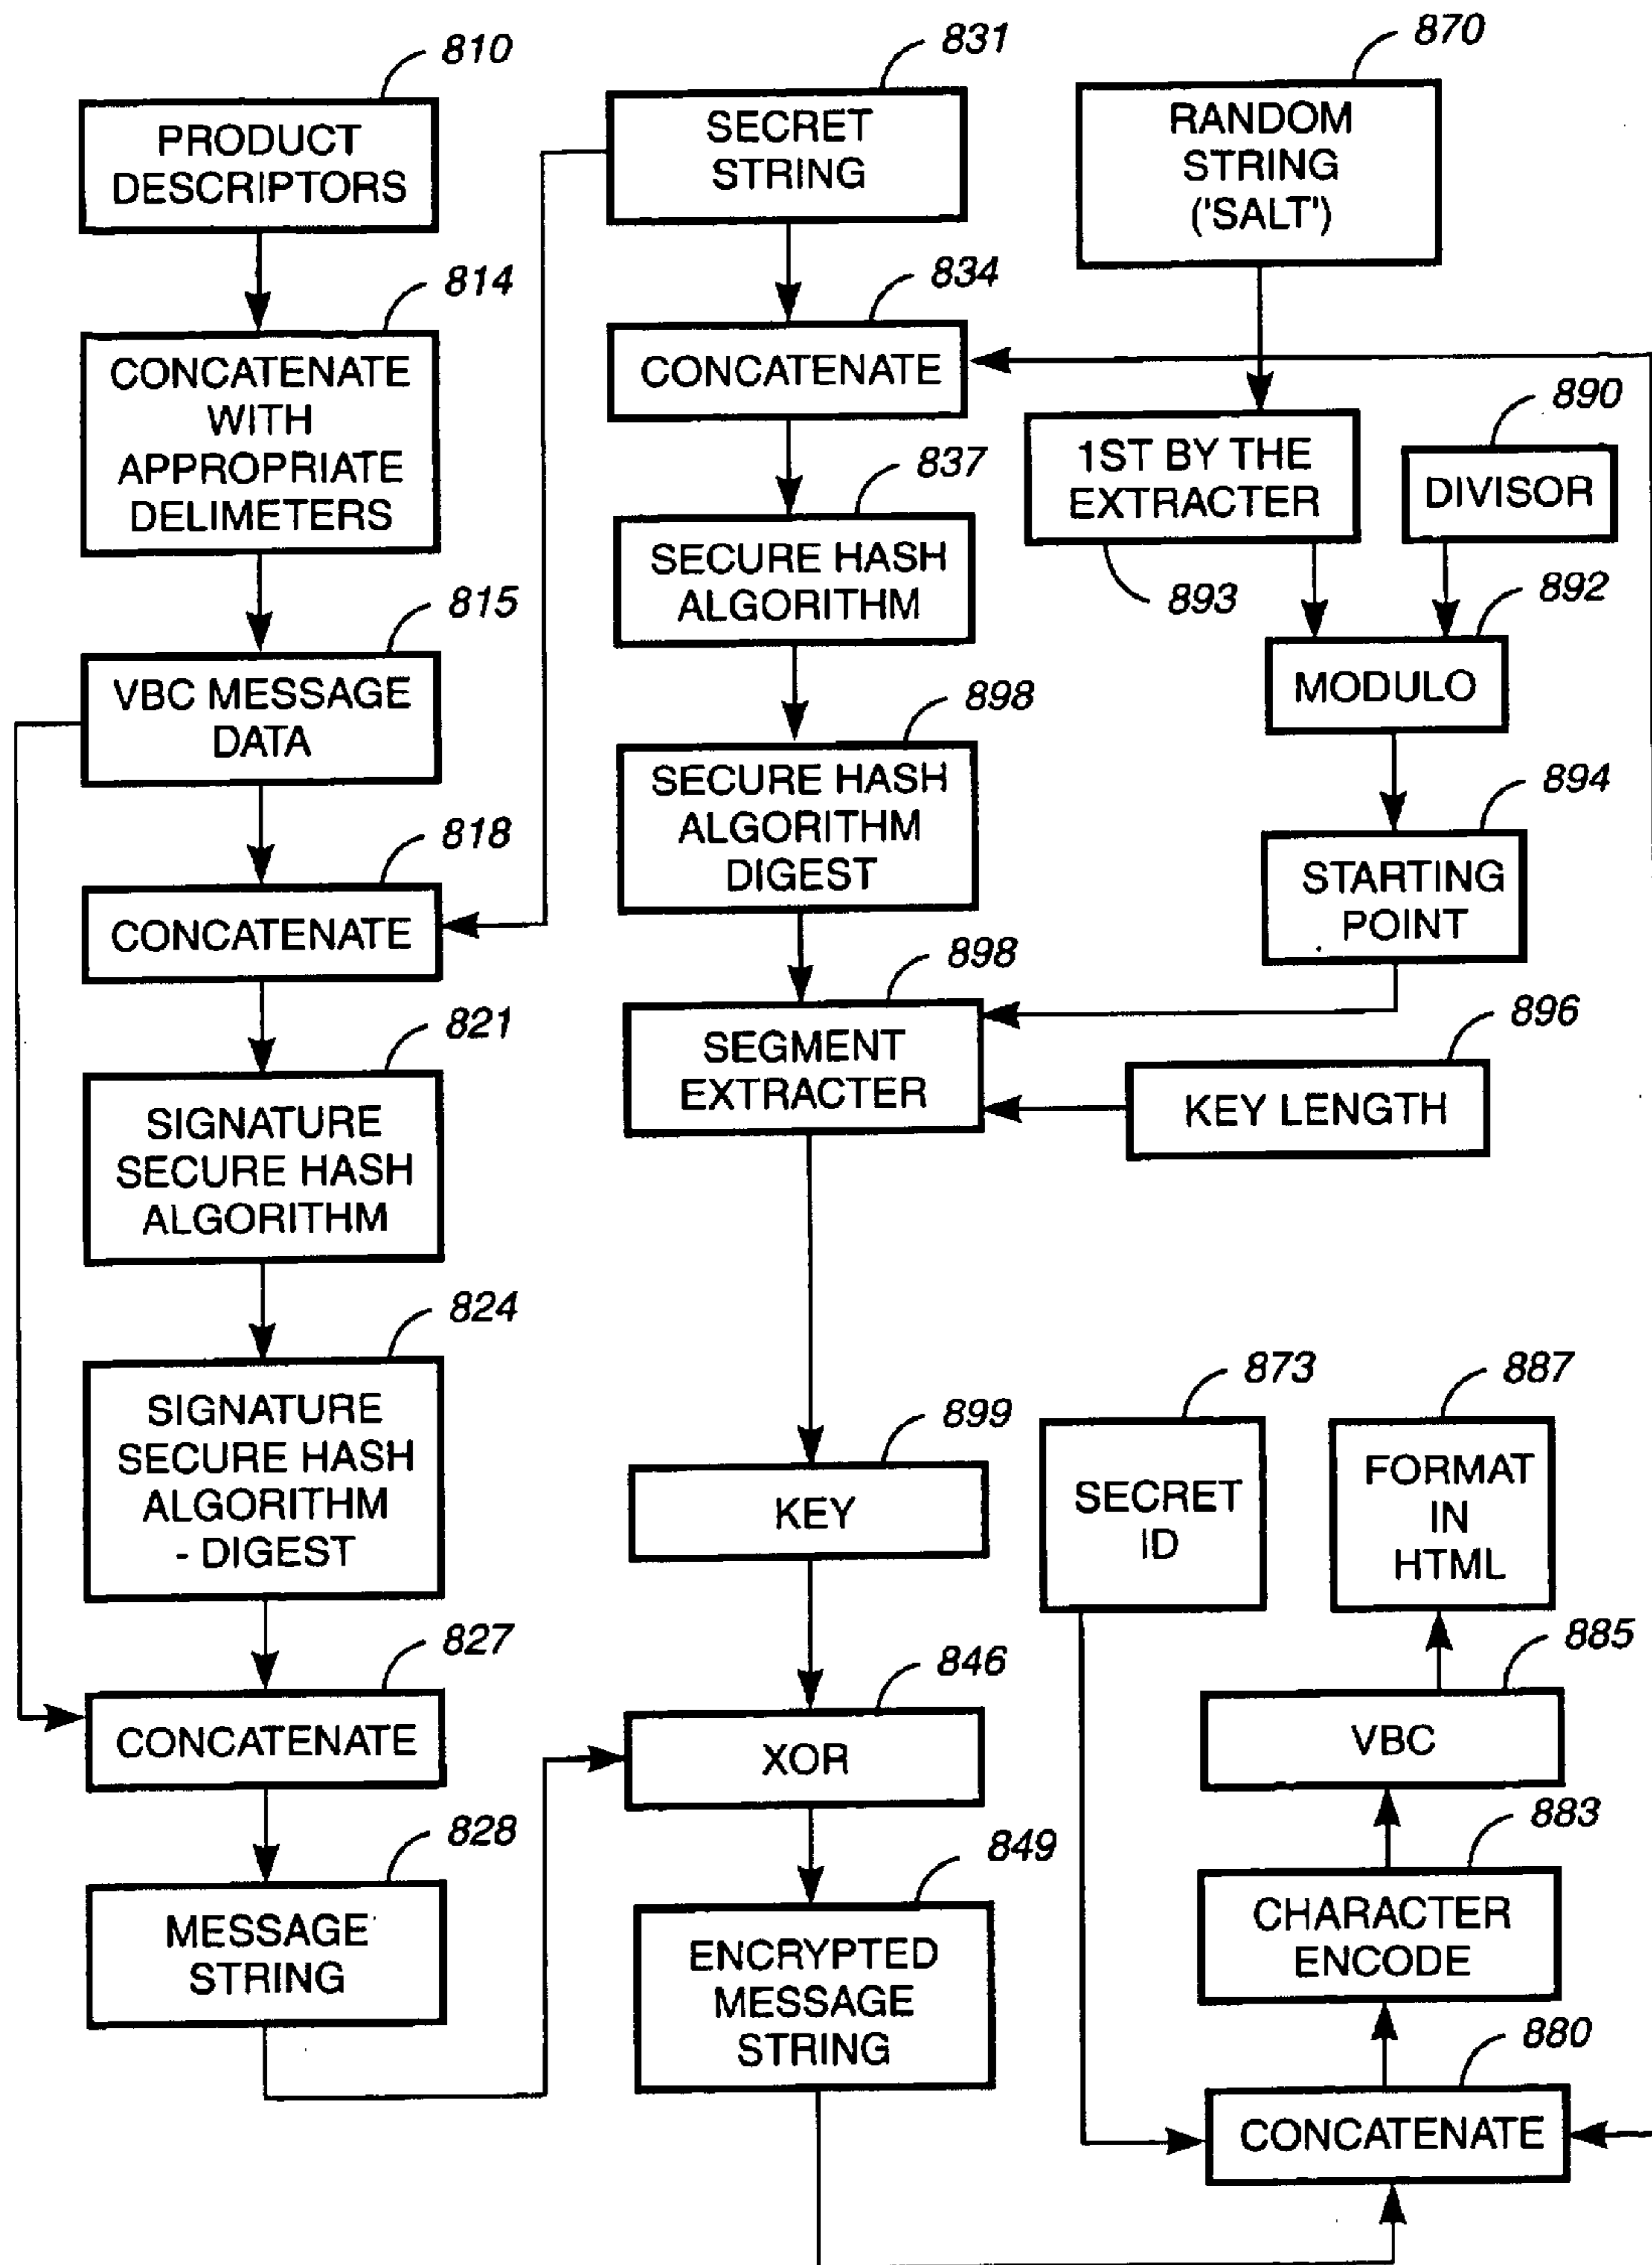 810
PRODUCT
DESCRIPTORS
814
CONCATENATE
WITH
APPROPRIATE
DELIMETERS
815
VBC MESSAGE
DATA
818
CONCATENATE
821
SIGNATURE
SECURE HASH
ALGORITHM
824
SIGNATURE
SECURE HASH
ALGORITHM
- DIGEST
827
CONCATENATE
828
MESSAGE
STRING
831
SECRET
STRING
834
CONCATENATE
837
SECURE HASH
ALGORITHM
898
SECURE HASH
ALGORITHM
DIGEST
898
SEGMENT
EXTRACTER
899
KEY
846
XOR
849
ENCRYPTED
MESSAGE
STRING
870
RANDOM
STRING
('SALT')
1ST BY THE
EXTRACTER
893
890
DIVISOR
892
MODULO
894
STARTING
POINT
896
KEY LENGTH
873
SECRET
ID
887
FORMAT
IN
HTML
885
VBC
883
CHARACTER
ENCODE
880
CONCATENATE